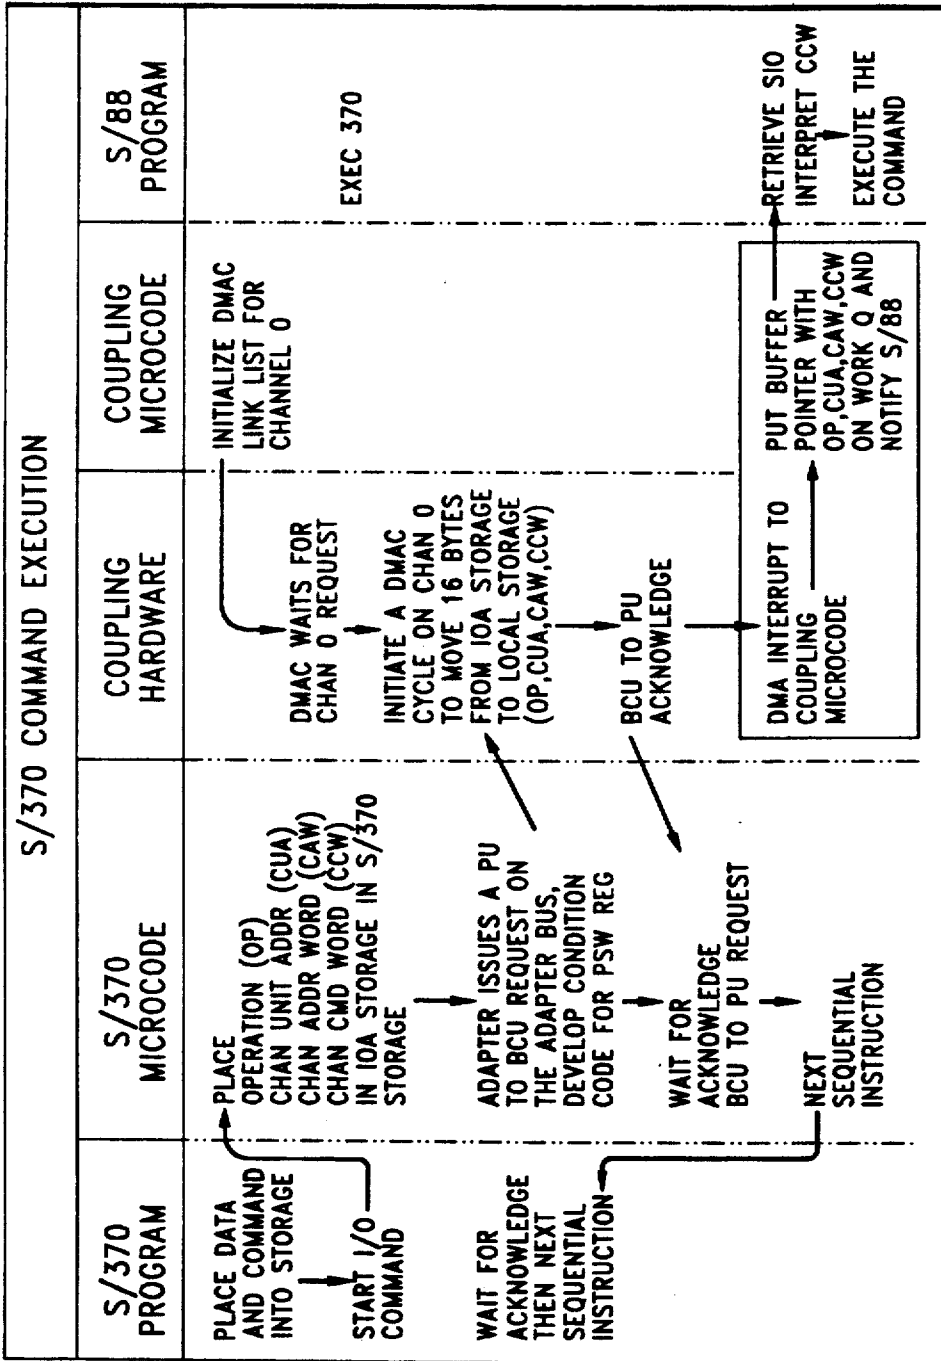 S/370 COMMAND EXECUTION
S/370
PROGRAM
S/370
MICROCODE
COUPLING
HARDWARE
COUPLING
MICROCODE
S/88
PROGRAM
PLACE DATA
AND COMMAND
INTO STORAGE
START I/O
COMMAND
WAIT FOR
ACKNOWLEDGE
THEN NEXT
SEQUENTIAL
INSTRUCTION
PLACE
OPERATION (OP)
CHAN UNIT ADDR (CUA)
CHAN ADDR WORD (CAW)
CHAN CMD WORD (CCW)
IN IOA STORAGE IN S/370
STORAGE
ADAPTER ISSUES A PU
TO BCU REQUEST ON
THE ADAPTER BUS,
DEVELOP CONDITION
CODE FOR PSW REG
WAIT FOR
ACKNOWLEDGE
BCU TO PU REQUEST
NEXT
SEQUENTIAL
INSTRUCTION
DMAC WAITS FOR
CHAN 0 REQUEST
INITIATE A DMAC
CYCLE ON CHAN 0
TO MOVE 16 BYTES
FROM IOA STORAGE
TO LOCAL STORAGE
(OP,CUA,CAW,CCW)
BCU TO PU
ACKNOWLEDGE
DMA INTERRUPT TO
COUPLING
MICROCODE
INITIALIZE DMAC
LINK LIST FOR
CHANNEL 0
PUT BUFFER
POINTER WITH
OP,CUA,CAW,CCW
ON WORK Q AND
NOTIFY S/88
EXEC 370
RETRIEVE SIO
INTERPRET CCW
EXECUTE THE
COMMAND